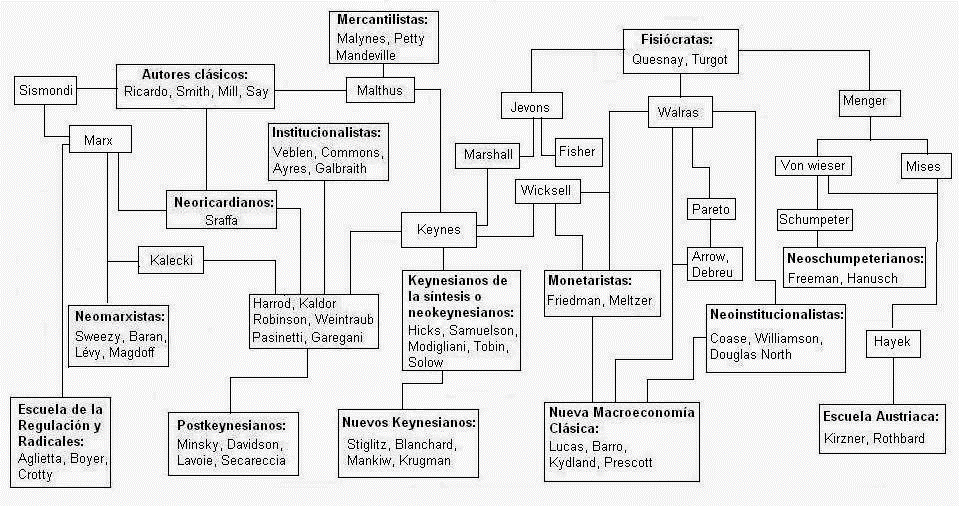 Mercantilistas:
Malynes, Petty
Mandeville
Fisiócratas:
Quesnay, Turgot
Autores clásicos:
Ricardo, Smith, Mill, Say
Sismondi
Malthus
Jevons
Walras
Menger
Marx
Institucionalistas:
Veblen, Commons,
Ayres, Galbraith
Marshall
Fisher
Von wieser
Mises
Wicksell
Neoricardianos:
Sraffa
Pareto
Schumpeter
Keynes
Kalecki
Arrow,
Debreu
Neoschumpeterianos:
Freeman, Hanusch
Harrod, Kaldor
Robinson, Weintraub
Pasinetti, Garegani
Keynesianos de
la síntesis o
neokeynesianos:
Hicks, Samuelson,
Modigliani, Tobin,
Solow
Monetaristas:
Friedman, Meltzer
Neomarxistas:
Sweezy, Baran,
Lévy, Magdoff
Neoinstitucionalistas:
Coase, Williamson,
Douglas North
Hayek
Escuela de la
Regulación y
Radicales:
Aglietta, Boyer,
Crotty
Postkeynesianos:
Minsky, Davidson,
Lavoie, Secareccia
Nuevos Keynesianos:
Stiglitz, Blanchard,
Mankiw, Krugman
Nueva Macroeconomía
Clásica:
Lucas, Barro,
Kydland, Prescott
Escuela Austriaca:
Kirzner, Rothbard